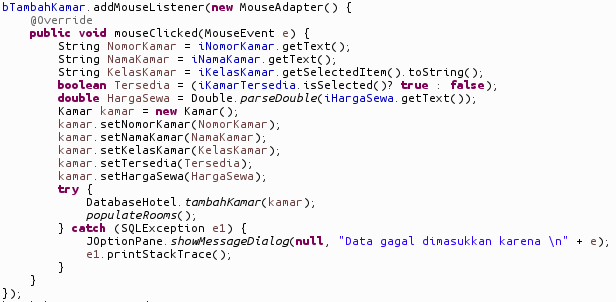 bTambahKamar.addMouseListener(new MouseAdapter() {
    @Override
    public void mouseClicked(MouseEvent e) {
        String NomorKamar = iNomorKamar.getText();
        String NamaKamar = iNamaKamar.getText();
        String KelasKamar = iKelasKamar.getSelectedItem().toString();
        boolean Tersedia = (iKamarTersedia.isSelected()? true : false);
        double HargaSewa = Double.parseDouble(iHargaSewa.getText());
        Kamar kamar = new Kamar();
        kamar.setNomorKamar(NomorKamar);
        kamar.setNamaKamar(NamaKamar);
        kamar.setKelasKamar(KelasKamar);
        kamar.setTersedia(Tersedia);
        kamar.setHargaSewa(HargaSewa);
        try {
            DatabaseHotel.tambahKamar(kamar);
            populateRooms();
        } catch (SQLException e1) {
            JOptionPane.showMessageDialog(null, "Data gagal dimasukkan karena \n" + e);
            e1.printStackTrace();
        }
    }
});